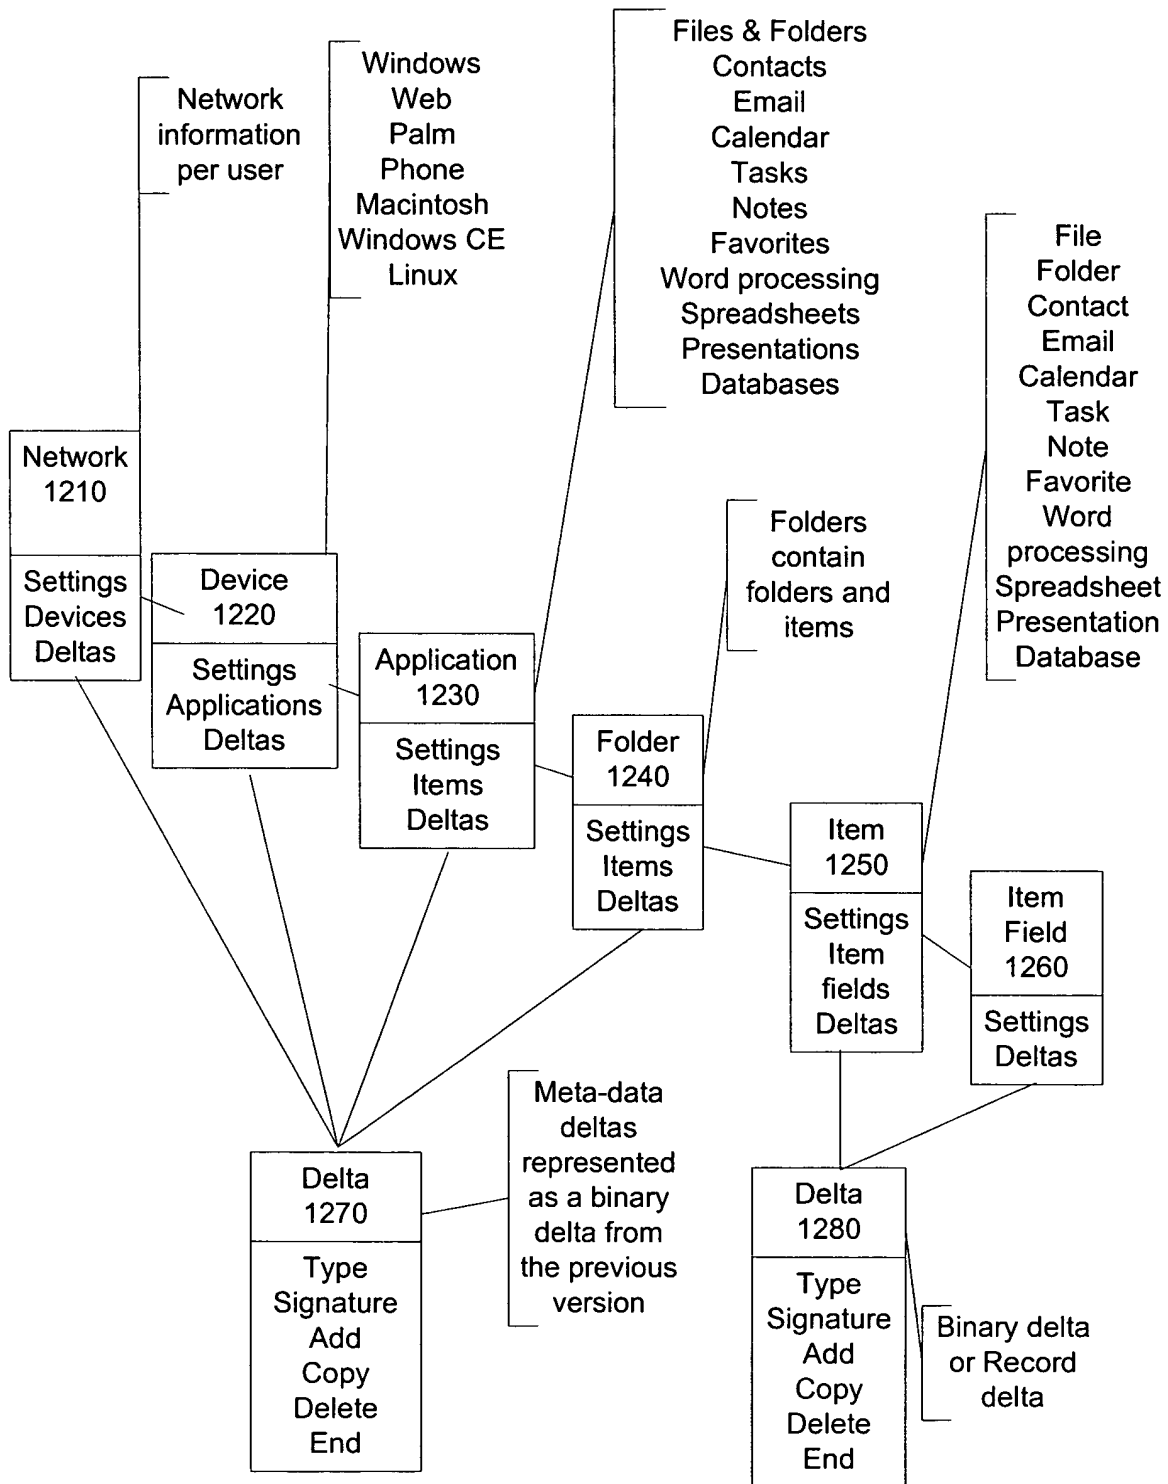 Network
information
per user
Windows
Web
Palm
Phone
Macintosh
Windows CE
Linux
Files & Folders
Contacts
Email
Calendar
Tasks
Notes
Favorites
Word processing
Spreadsheets
Presentations
Databases
File
Folder
Contact
Email
Calendar
Task
Note
Favorite
Word
processing
Spreadsheet
Presentation
Database
Network
1210
Settings
Devices
Deltas
Device
1220
Settings
Applications
Deltas
Application
1230
Settings
Items
Deltas
Folders
contain
folders and
items
Folder
1240
Settings
Items
Deltas
Item
1250
Settings
Item
fields
Deltas
Item
Field
1260
Settings
Deltas
Delta
1270
Type
Signature
Add
Copy
Delete
End
Meta-data
deltas
represented
as a binary
delta from
the previous
version
Delta
1280
Type
Signature
Add
Copy
Delete
End
Binary delta
or Record
delta